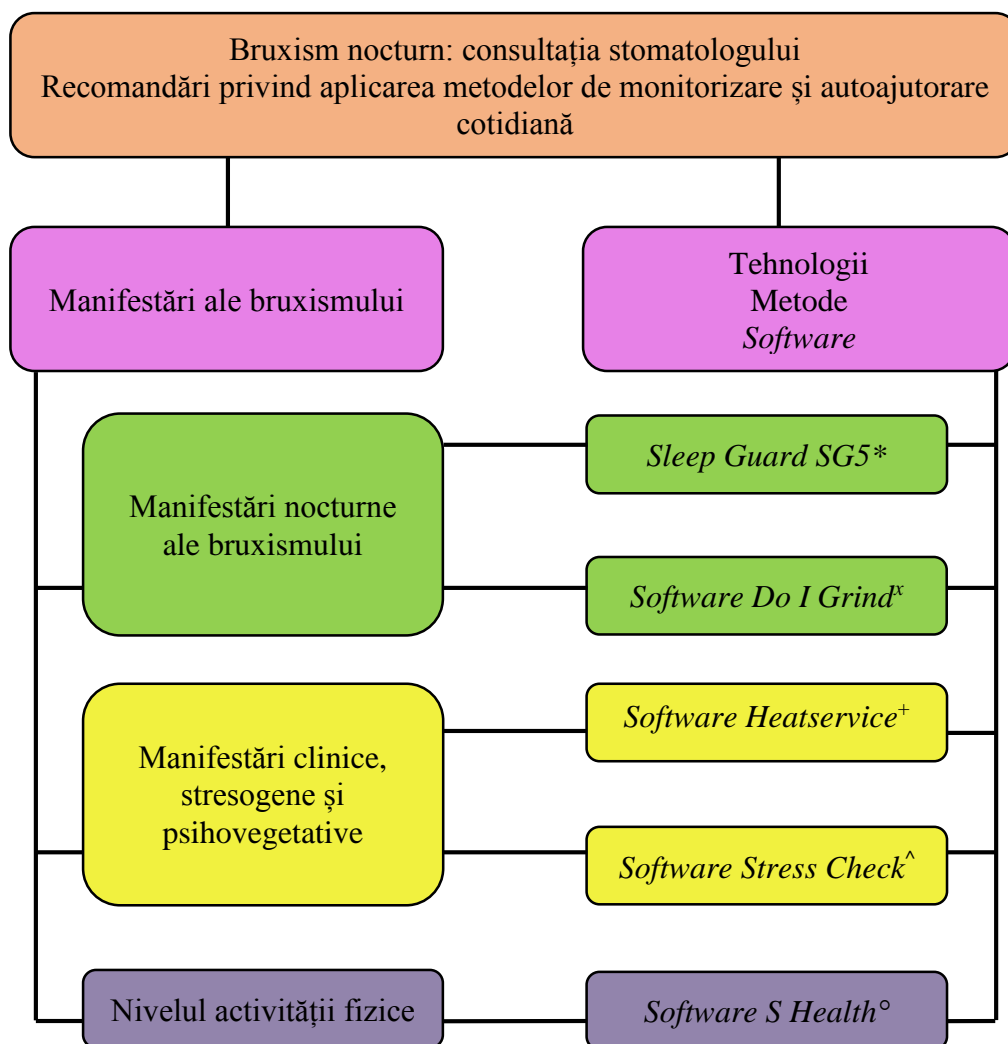 Bruxism nocturn: consultația stomatologului
Recomandări privind aplicarea metodelor de monitorizare și autoajutorare
cotidiană
Manifestări ale bruxismului
Tehnologii
Metode
Software
Manifestări nocturne
ale bruxismului
Sleep Guard SG5*
Software Do I Grindˣ
Manifestări clinice,
stresogene și
psihovegetative
Software Heatservice⁺
Software Stress Check^
Nivelul activității fizice
Software S Health°